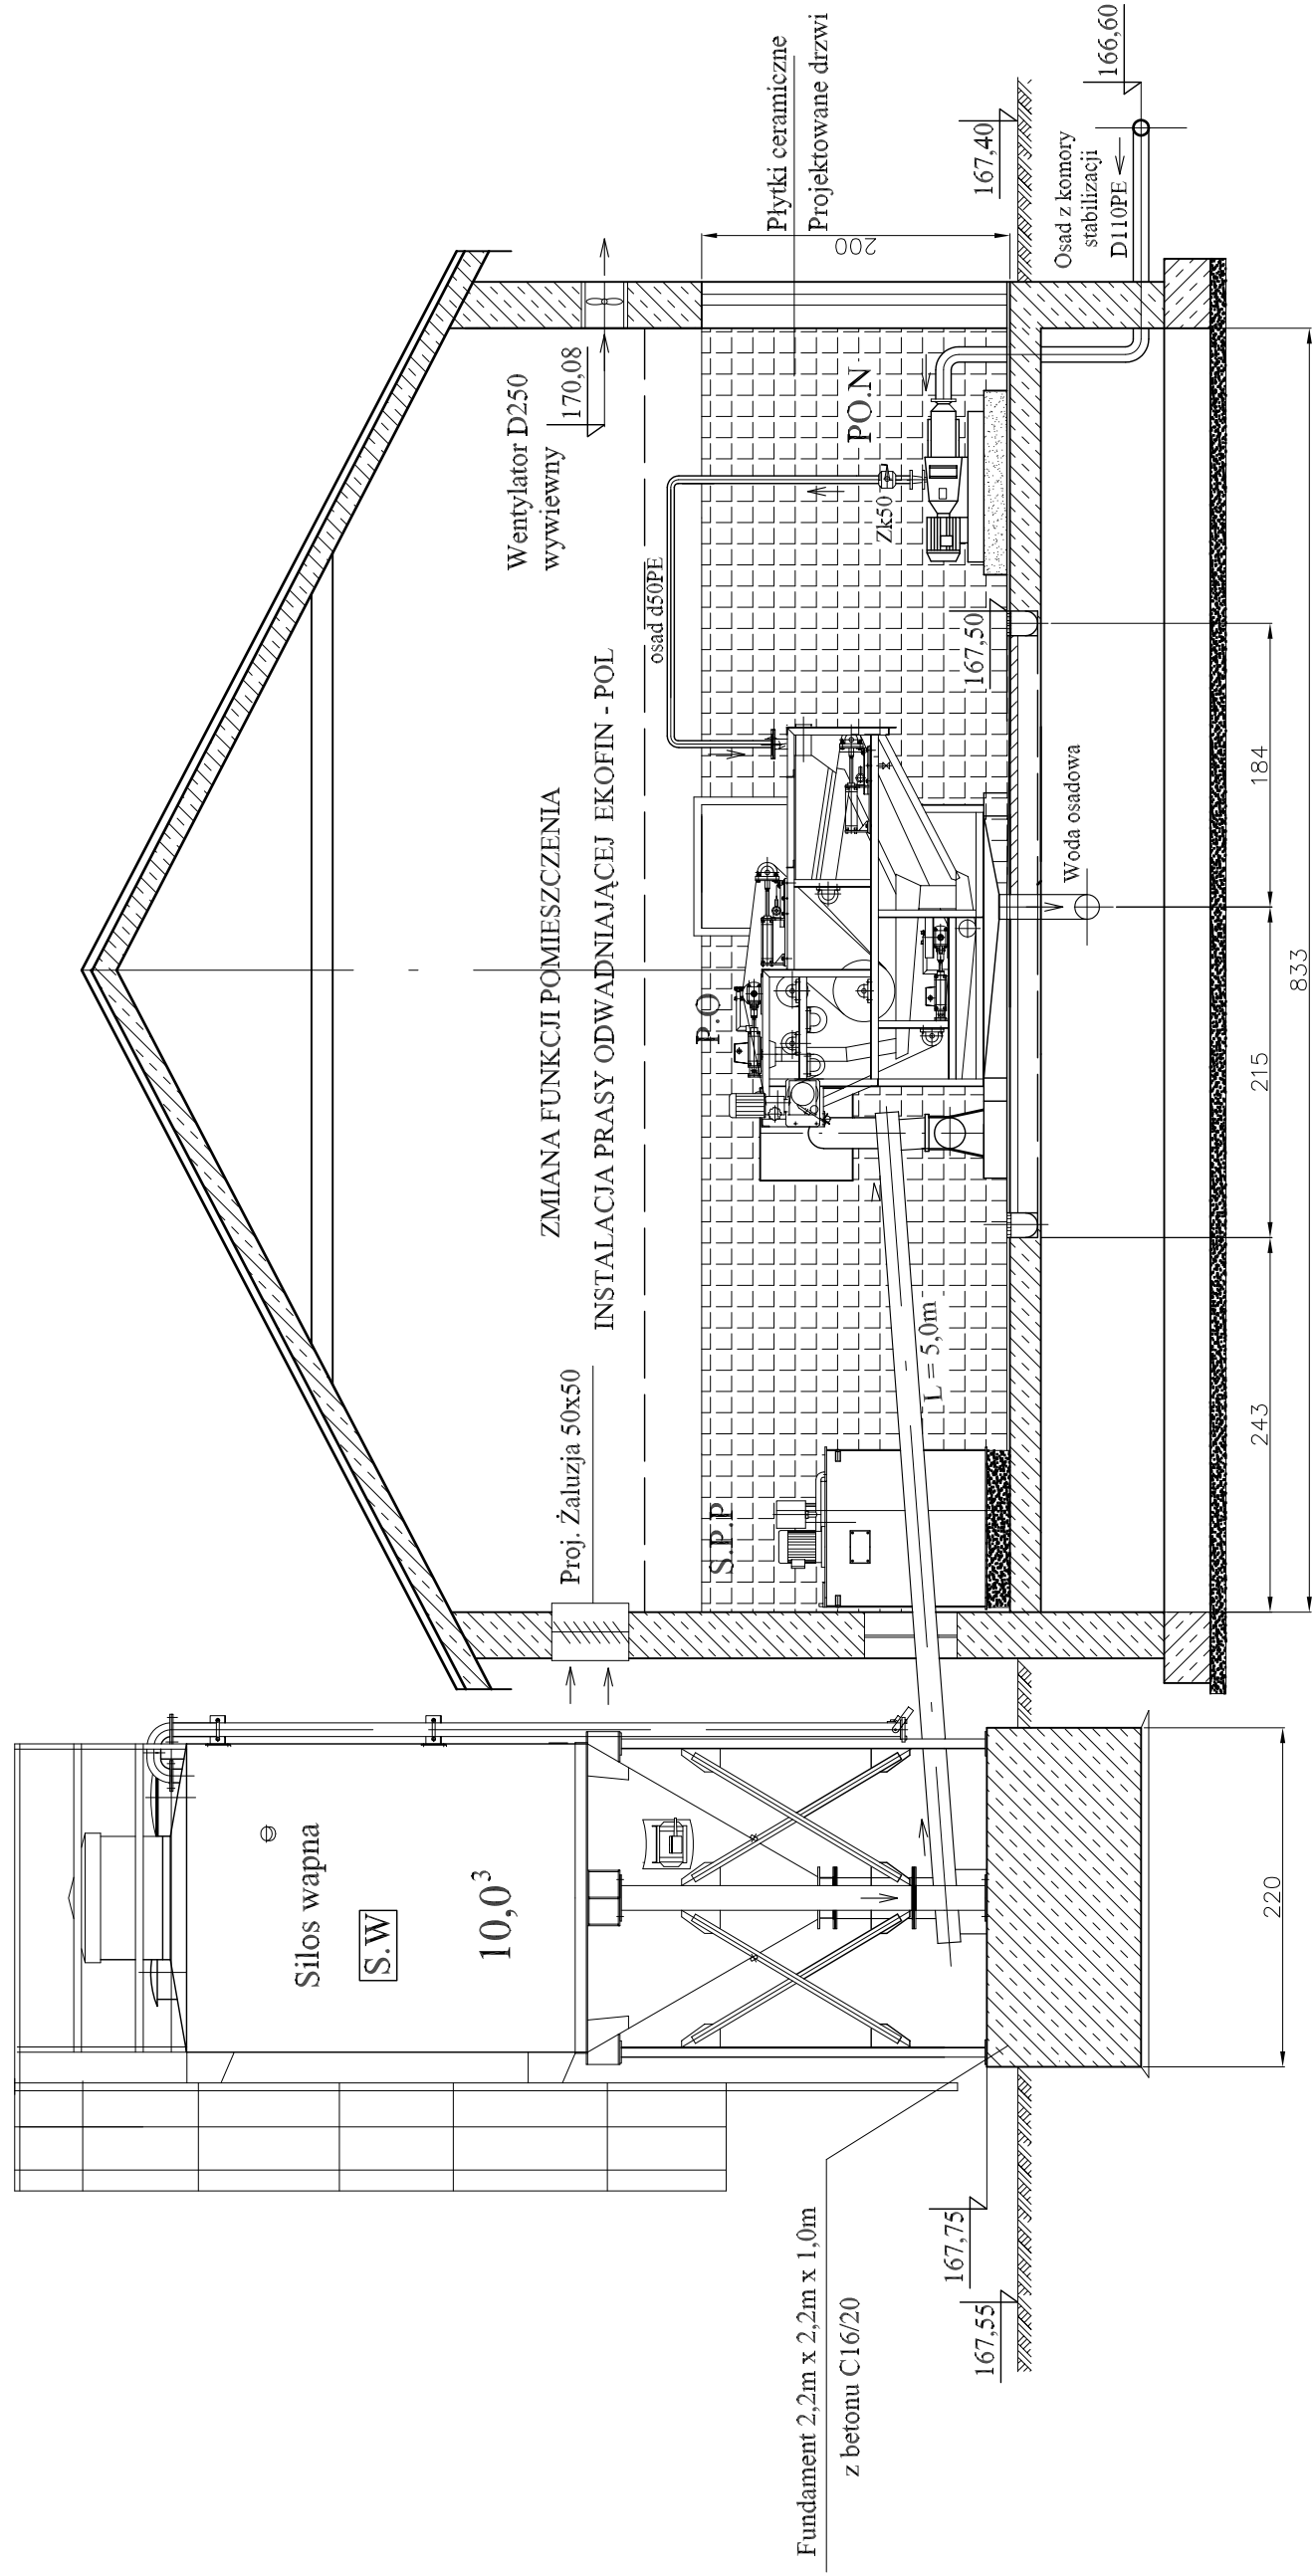 Silos wapna
S.W
10,0³
Fundament 2,2m x 2,2m x 1,0m
z betonu C16/20
167,55
167,75
220
Proj. Żaluzja 50x50
ZMIANA FUNKCJI POMIESZCZENIA
INSTALACJA PRASY ODWADNIAJĄCEJ EKOFIN - POL
Wentylator D250
wywiewny
170,08
osad d50PE
S.P.P
P.O
PO.N
Zk50
L = 5,0m
167,50
Woda osadowa
Płytki ceramiczne
Projektowane drzwi
200
167,40
166,60
Osad z komory
stabilizacji
D110PE
243
215
184
833